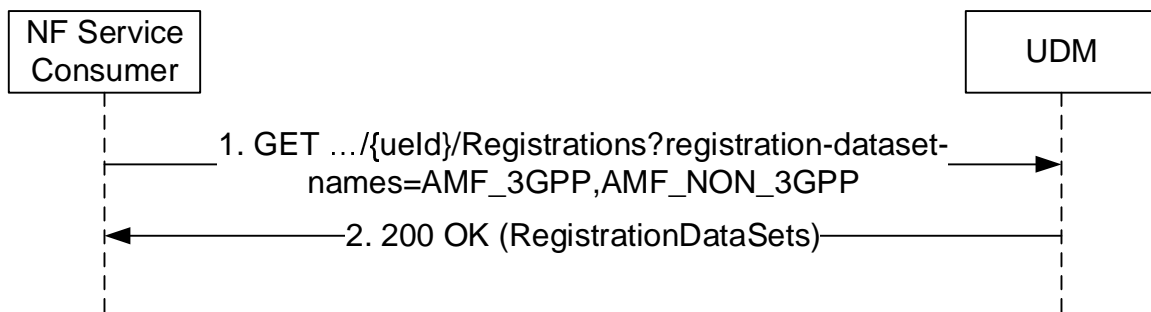 NF Service
Consumer
UDM
1. GET …/{ueId}/Registrations?registration-dataset-
names=AMF_3GPP,AMF_NON_3GPP
2. 200 OK (RegistrationDataSets)